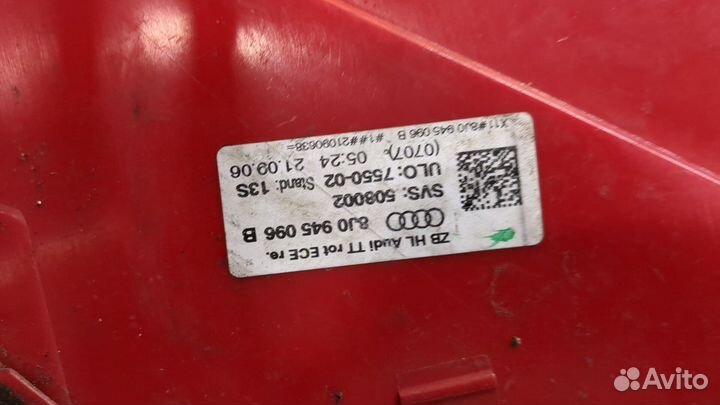 ZB HL Audi TT rot ECE re.
8J0 945 096 B
SVS: 508002
ULO: 7550-02 Stand: 13S
(0707) 05:24 21.09.06
X11#8J0 945 096 B #1##21090638=
Avito